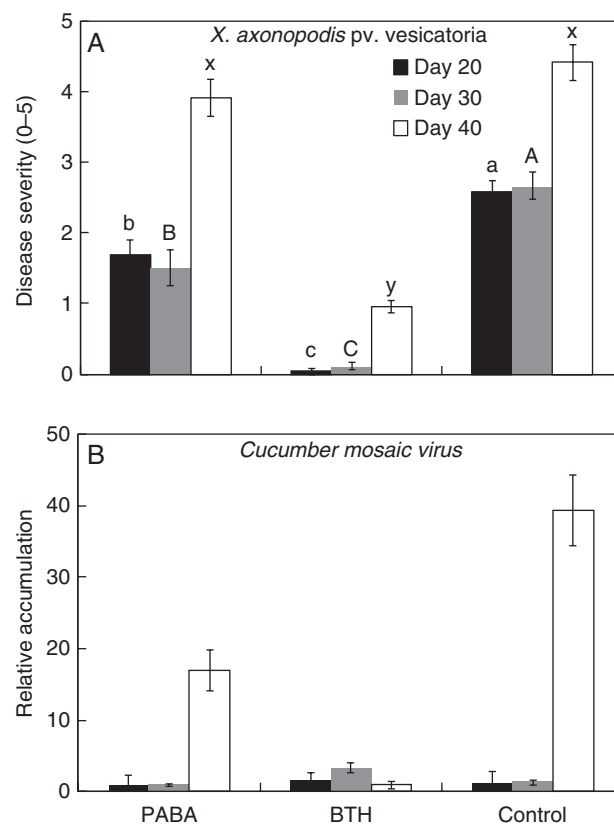 A
X. axonopodis pv. vesicatoria
Day 20
Day 30
Day 40
Disease severity (0–5)
5
4
3
2
1
0
b
B
x
c
C
y
a
A
x
B
Cucumber mosaic virus
Relative accumulation
50
40
30
20
10
0
PABA
BTH
Control